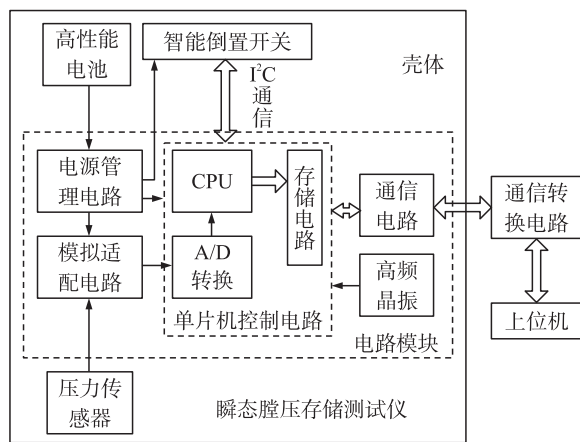 高性能
电池
智能倒置开关
壳体
I²C
通信
电源管
理电路
CPU
存储电路
通信
电路
通信转
换电路
模拟适
配电路
A/D
转换
高频
晶振
单片机控制电路
上位机
电路模块
压力传
感器
瞬态膛压存储测试仪